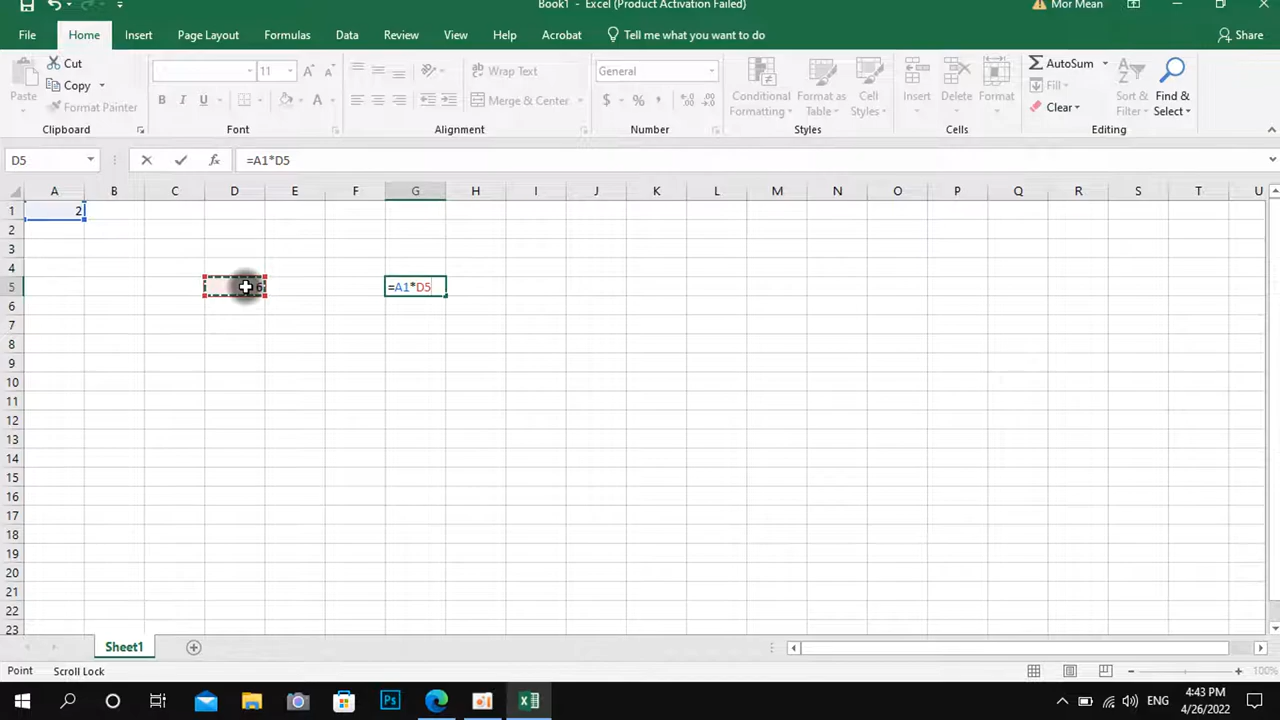 Book1 - Excel (Product Activation Failed)
Mor Mean
File Home Insert Page Layout Formulas Data Review View Help Acrobat Tell me what you want to do Share
Paste
Cut
Copy
Format Painter
Clipboard
11
B I U
Font
Wrap Text
Merge & Center
Alignment
General
$ % ,
Number
Conditional Formatting
Format as Table
Cell Styles
Styles
Insert
Delete
Format
Cells
AutoSum
Fill
Clear
Sort & Filter
Find & Select
Editing
D5 fx =A1*D5
A B C D E F G H I J K L M N O P Q R S T U
1 2
2
3
4
5 6 =A1*D5
6
7
8
9
10
11
12
13
14
15
16
17
18
19
20
21
22
23
Sheet1
Point Scroll Lock 100%
Ps ENG 4:43 PM
4/26/2022